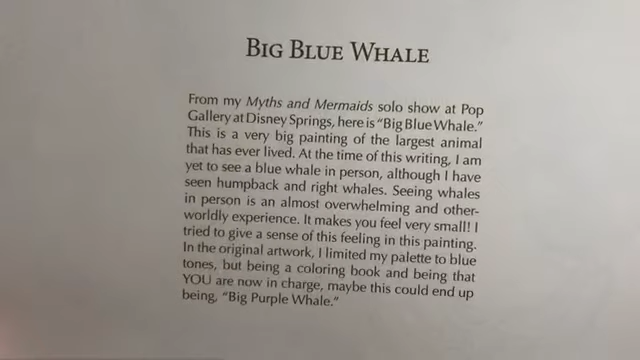 BIG BLUE WHALE
From my Myths and Mermaids solo show at Pop
Gallery at Disney Springs, here is "Big Blue Whale."
This is a very big painting of the largest animal
that has ever lived. At the time of this writing, I am
yet to see a blue whale in person, although I have
seen humpback and right whales. Seeing whales
in person is an almost overwhelming and other-
worldly experience. It makes you feel very small! I
tried to give a sense of this feeling in this painting.
In the original artwork, I limited my palette to blue
tones, but being a coloring book and being that
YOU are now in charge, maybe this could end up
being, "Big Purple Whale."